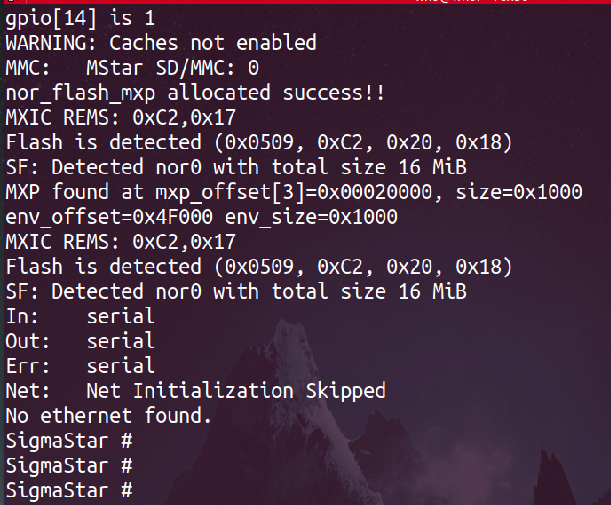 gpio[14] is 1
WARNING: Caches not enabled
MMC:   MStar SD/MMC: 0
nor_flash_mxp allocated success!!
MXIC REMS: 0xC2,0x17
Flash is detected (0x0509, 0xC2, 0x20, 0x18)
SF: Detected nor0 with total size 16 MiB
MXP found at mxp_offset[3]=0x00020000, size=0x1000
env_offset=0x4F000 env_size=0x1000
MXIC REMS: 0xC2,0x17
Flash is detected (0x0509, 0xC2, 0x20, 0x18)
SF: Detected nor0 with total size 16 MiB
In:    serial
Out:   serial
Err:   serial
Net:   Net Initialization Skipped
No ethernet found.
SigmaStar #
SigmaStar #
SigmaStar #